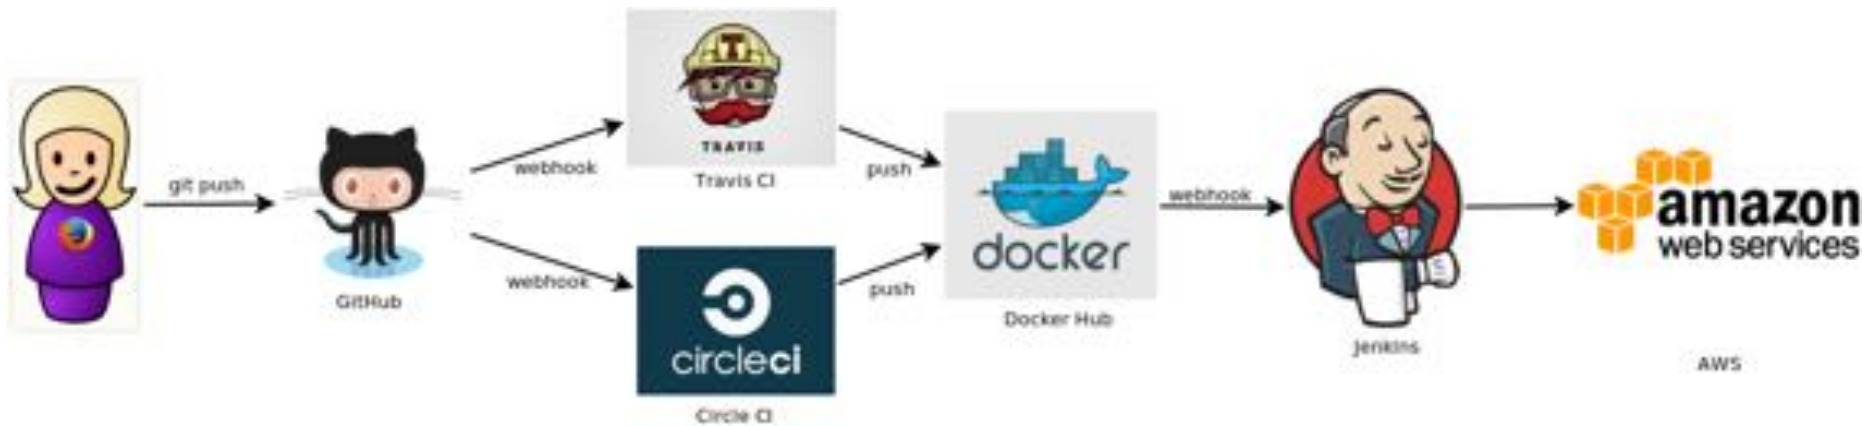 git push
GitHub
webhook
webhook
T
TRAVIS
Travis CI
circleci
Circle CI
push
push
docker
Docker Hub
webhook
Jenkins
amazon
web services
AWS